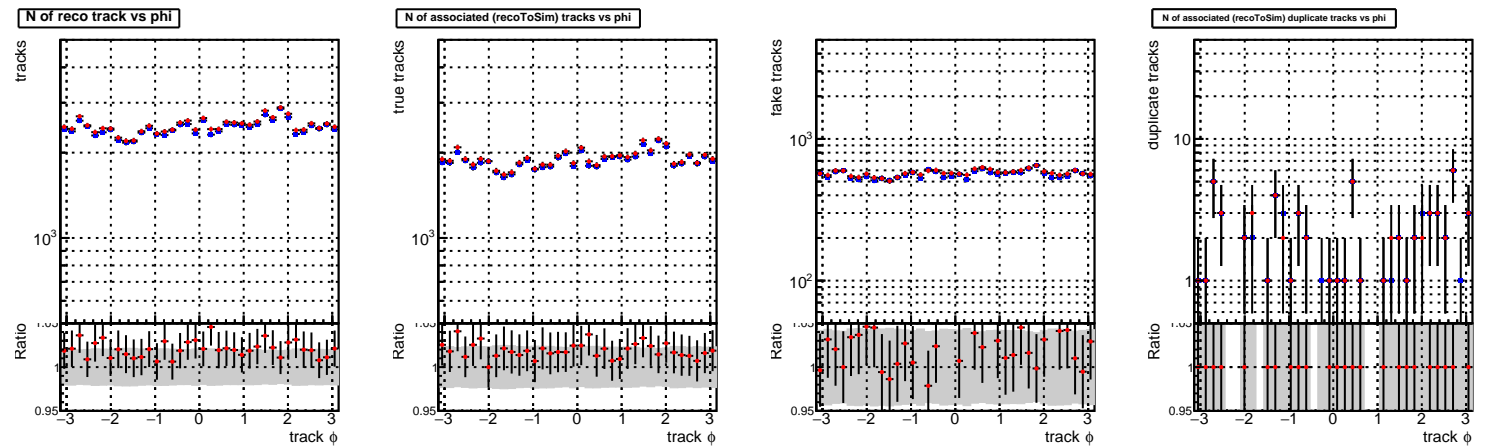 N of reco track vs phi
tracks
10³
Ratio
1.05
1
0.95
−3 −2 −1 0 1 2 3
track ϕ
N of associated (recoToSim) tracks vs phi
true tracks
10³
Ratio
1.05
1
0.95
−3 −2 −1 0 1 2 3
track ϕ
fake tracks
10³
10²
Ratio
1.05
1
0.95
−3 −2 −1 0 1 2 3
track ϕ
N of associated (recoToSim) duplicate tracks vs phi
duplicate tracks
10
1
Ratio
1.05
1
0.95
−3 −2 −1 0 1 2 3
track ϕ